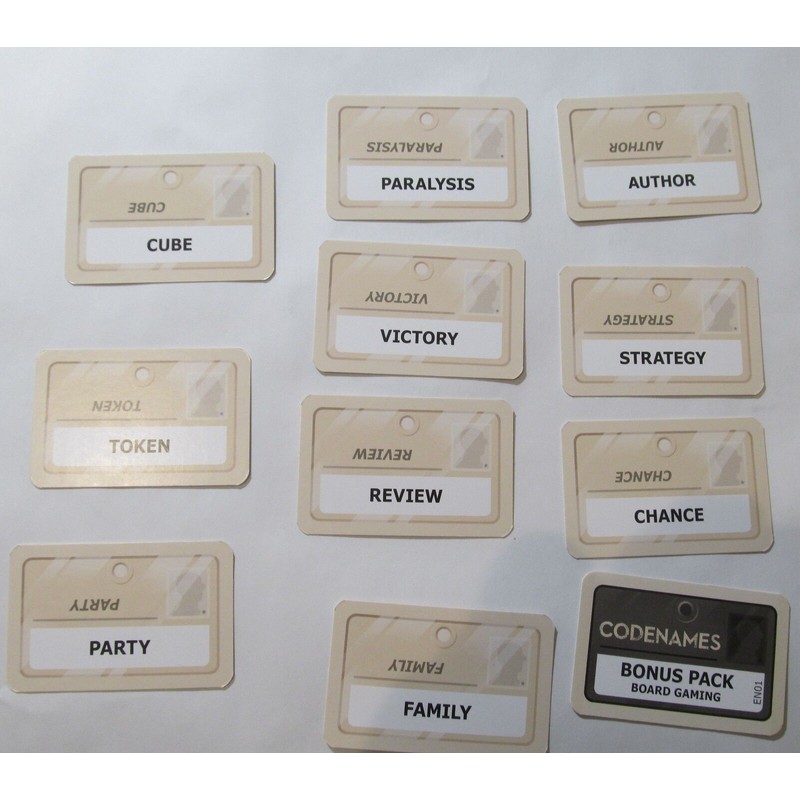 CUBE
CUBE
TOKEN
TOKEN
PARTY
PARTY
PARALYSIS
PARALYSIS
VICTORY
VICTORY
REVIEW
REVIEW
FAMILY
FAMILY
AUTHOR
AUTHOR
STRATEGY
STRATEGY
CHANCE
CHANCE
CODENAMES
BONUS PACK
BOARD GAMING
EN01